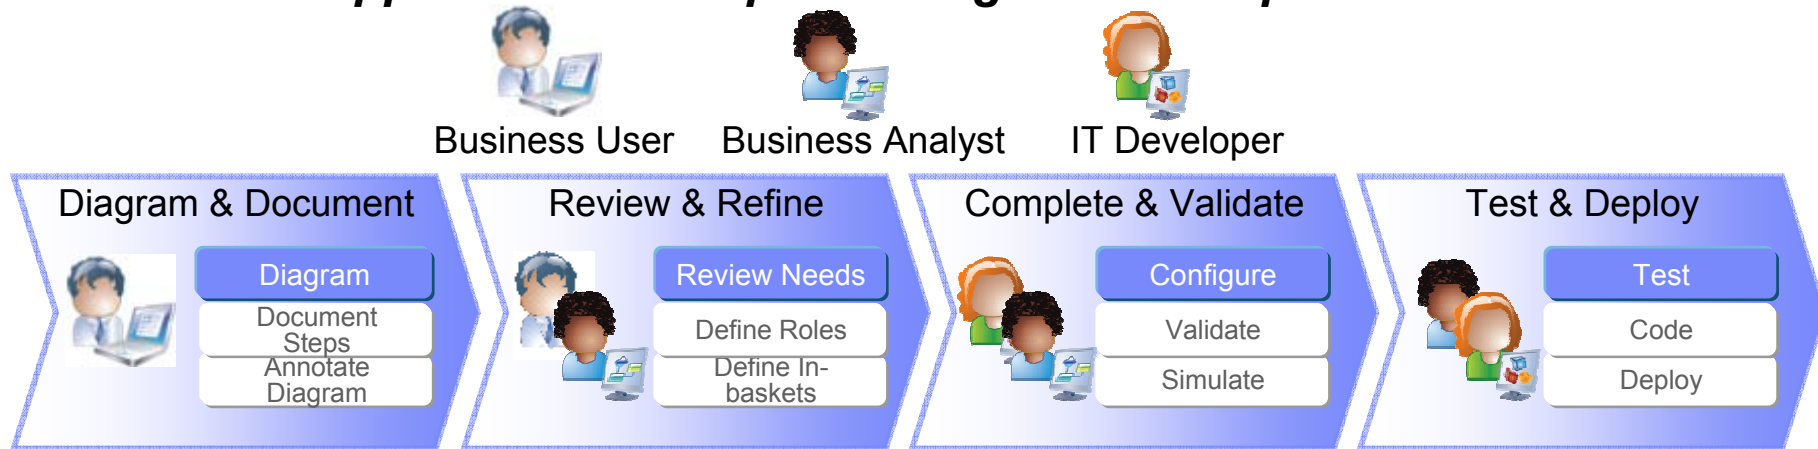 Business User
Business Analyst
IT Developer
Diagram & Document
Diagram
Document
Steps
Annotate
Diagram
Review & Refine
Review Needs
Define Roles
Define In-
baskets
Complete & Validate
Configure
Validate
Simulate
Test & Deploy
Test
Code
Deploy